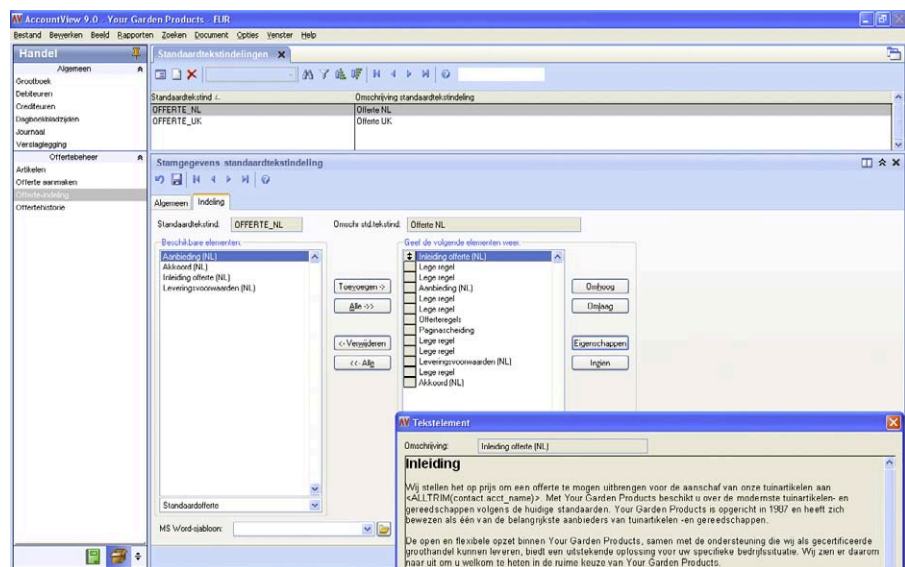 AccountView 9.0 - Your Garden Products - EUR
Bestand Bewerken Beeld Rapporten Zoeken Document Opties Venster Help
Handel
Algemeen
Grootboek
Debiteuren
Crediteuren
Dagboekbladzijden
Journaal
Verslaglegging
Offertebeheer
Artikelen
Offerte aanmaken
Offerte-indeling
Offertehistorie
Standaardtekstindelingen
Standaardtekstind
Omschrijving standaardtekstindeling
OFFERTE_NL Offerte NL
OFFERTE_UK Offerte UK
Stamgegevens standaardtekstindeling
Algemeen Indeling
Standaardtekstind. OFFERTE_NL Omschr std.tekstind Offerte NL
Beschikbare elementen:
Aanbieding (NL)
Akkoord (NL)
Inleiding offerte (NL)
Leveringsvoorwaarden (NL)
Standaardofferte
MS Word-sjabloon:
Toevoegen ->
Alle ->>
<- Verwijderen
<<- Alle
Geef de volgende elementen weer:
Inleiding offerte (NL)
Lege regel
Lege regel
Aanbieding (NL)
Lege regel
Lege regel
Offerteregels
Paginascheiding
Lege regel
Lege regel
Leveringsvoorwaarden (NL)
Lege regel
Akkoord (NL)
Omhoog
Omlaag
Eigenschappen
Inzien
Tekstelement
Omschrijving: Inleiding offerte (NL)
Inleiding
Wij stellen het op prijs om een offerte te mogen uitbrengen voor de aanschaf van onze tuinartikelen aan
<ALLTRIM(contact.acct_name)>. Met Your Garden Products beschikt u over de modernste tuinartikelen- en
gereedschappen volgens de huidige standaarden. Your Garden Products is opgericht in 1987 en heeft zich
bewezen als één van de belangrijkste aanbieders van tuinartikelen -en gereedschappen.
De open en flexibele opzet binnen Your Garden Products, samen met de ondersteuning die wij als gecertificeerde
groothandel kunnen leveren, biedt een uitstekende oplossing voor uw specifieke bedrijfssituatie. Wij zien er daarom
naar uit om u welkom te heten in de ruime keuze van Your Garden Products.